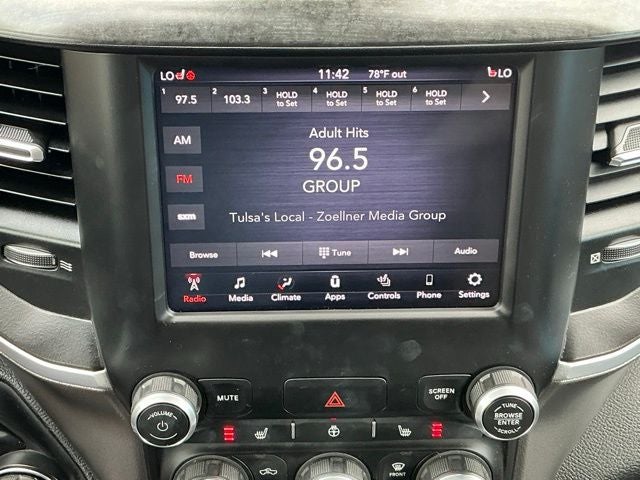 LO 11:42 78°F out LO
1 97.5 2 103.3 3 HOLD to Set 4 HOLD to Set 5 HOLD to Set 6 HOLD to Set
Adult Hits
AM
96.5
FM
GROUP
sxm
Tulsa's Local - Zoellner Media Group
Browse Tune Audio
Radio Media Climate Apps Controls Phone Settings
VOLUME MUTE SCREEN OFF TUNE BROWSE ENTER SCROLL
FRONT